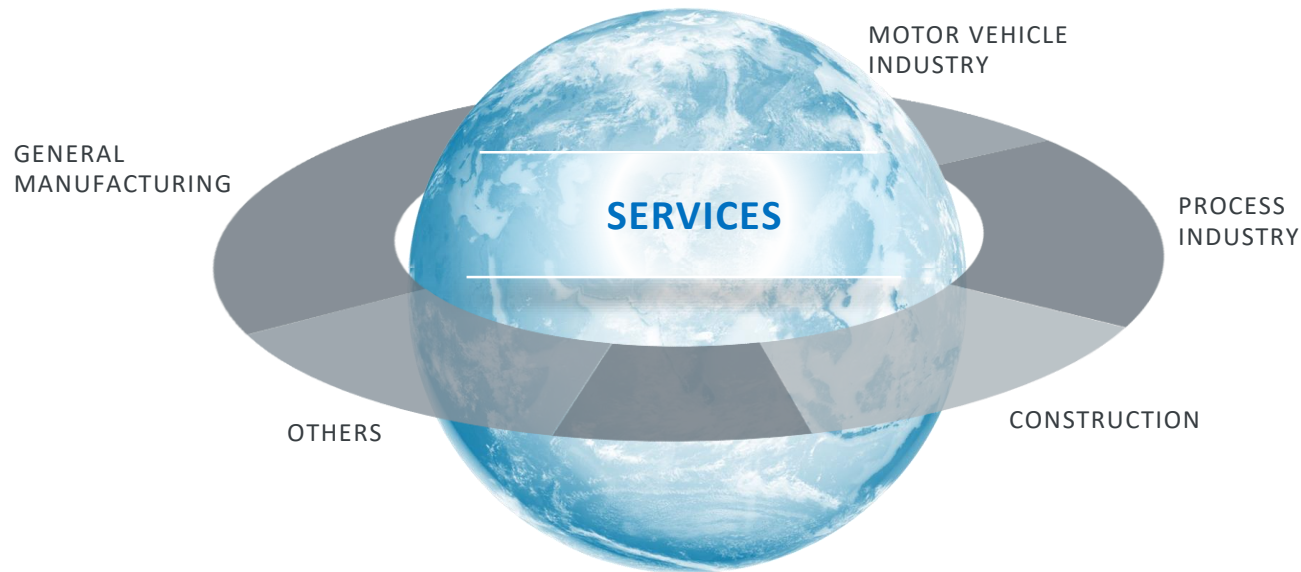 MOTOR VEHICLE
INDUSTRY
GENERAL
MANUFACTURING
SERVICES
PROCESS
INDUSTRY
OTHERS
CONSTRUCTION